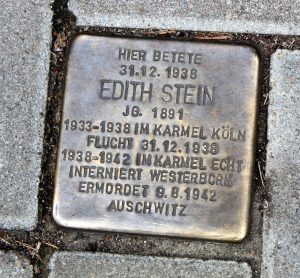 HIER BETETE
31.12.1938
EDITH STEIN
JG. 1891
1933-1938 IM KARMEL KÖLN
FLUCHT 31.12.1938
1938-1942 IM KARMEL ECHT
INTERNIERT WESTERBORK
ERMORDET 9.8.1942
AUSCHWITZ